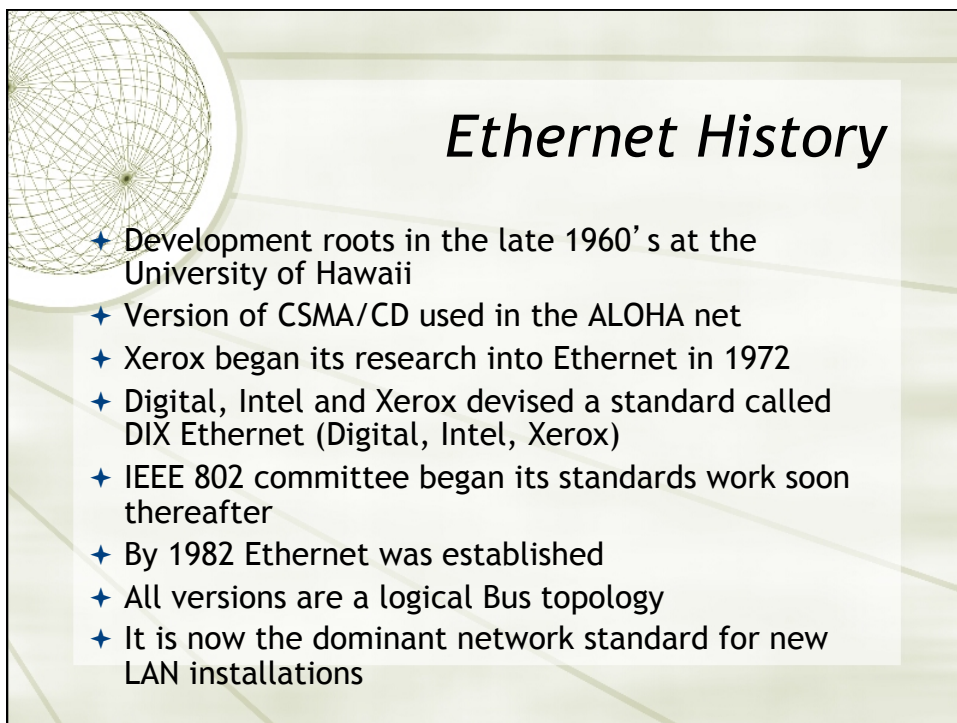 Ethernet History
Development roots in the late 1960’s at the
University of Hawaii
Version of CSMA/CD used in the ALOHA net
Xerox began its research into Ethernet in 1972
Digital, Intel and Xerox devised a standard called
DIX Ethernet (Digital, Intel, Xerox)
IEEE 802 committee began its standards work soon
thereafter
By 1982 Ethernet was established
All versions are a logical Bus topology
It is now the dominant network standard for new
LAN installations